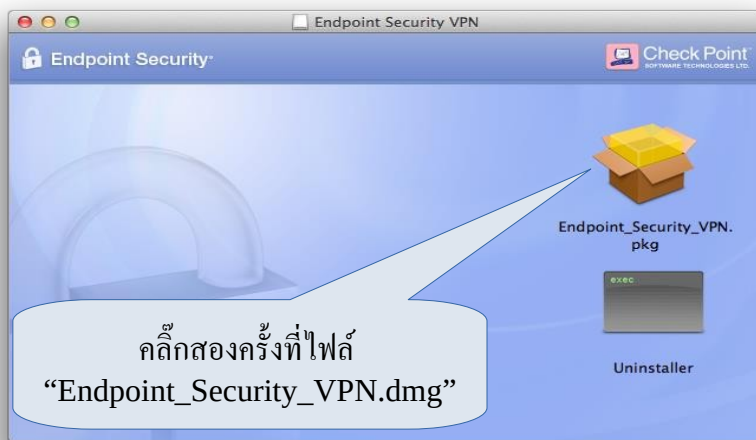 Endpoint Security VPN
Endpoint Security
Check Point
SOFTWARE TECHNOLOGIES LTD.
Endpoint_Security_VPN.
pkg
exec
Uninstaller
คลิ๊กสองครั้งที่ไฟล์
“Endpoint_Security_VPN.dmg”